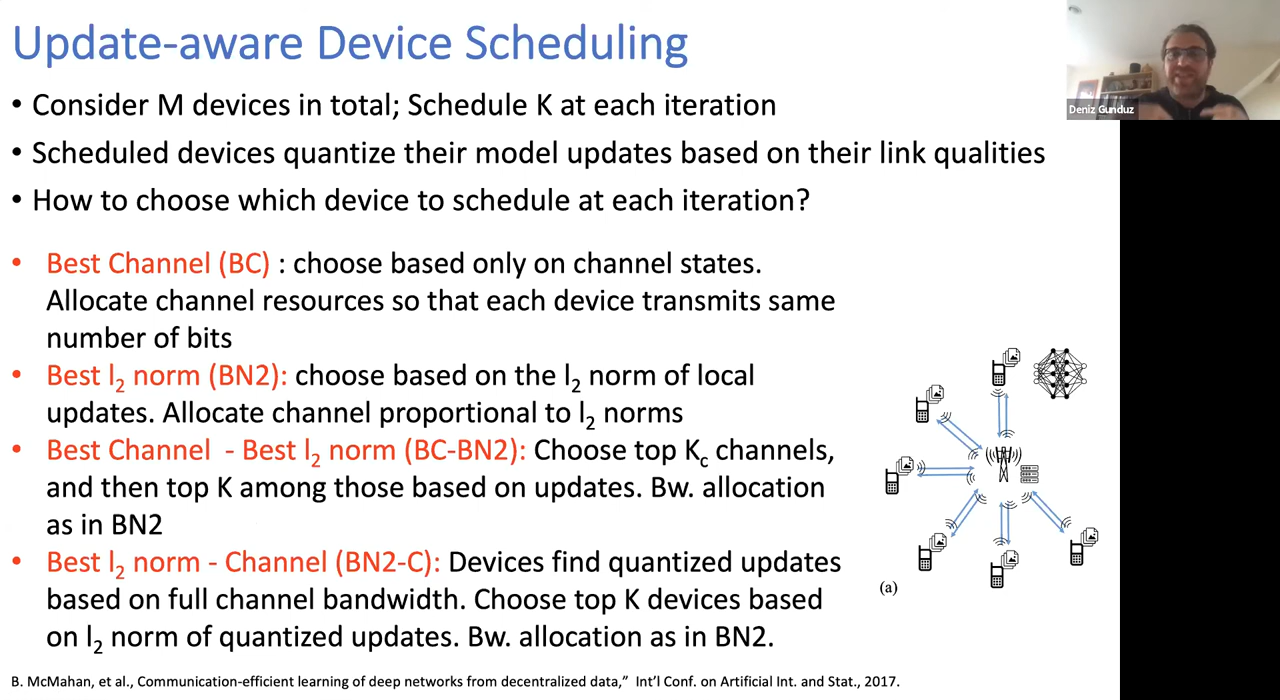 Update-aware Device Scheduling
Deniz Gunduz
• Consider M devices in total; Schedule K at each iteration
• Scheduled devices quantize their model updates based on their link qualities
• How to choose which device to schedule at each iteration?
• Best Channel (BC) : choose based only on channel states.
Allocate channel resources so that each device transmits same
number of bits
• Best l₂ norm (BN2): choose based on the l₂ norm of local
updates. Allocate channel proportional to l₂ norms
• Best Channel - Best l₂ norm (BC-BN2): Choose top K_c channels,
and then top K among those based on updates. Bw. allocation
as in BN2
• Best l₂ norm - Channel (BN2-C): Devices find quantized updates
based on full channel bandwidth. Choose top K devices based
on l₂ norm of quantized updates. Bw. allocation as in BN2.
(a)
B. McMahan, et al., Communication-efficient learning of deep networks from decentralized data,” Int’l Conf. on Artificial Int. and Stat., 2017.